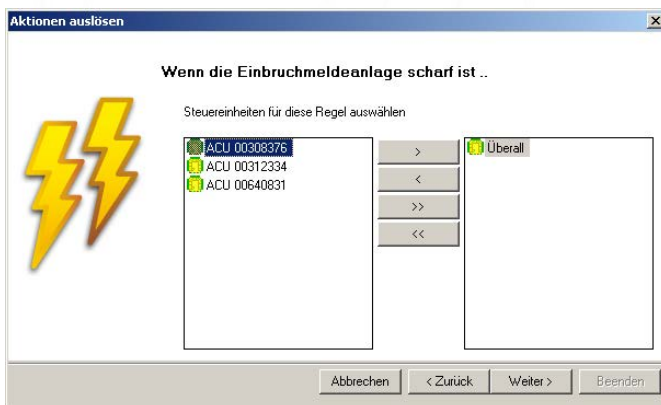 Aktionen auslösen
Wenn die Einbruchmeldeanlage scharf ist ..
Steuereinheiten für diese Regel auswählen
ACU 00308376
ACU 00312334
ACU 00640831
>
<
>>
<<
Überall
Abbrechen
< Zurück
Weiter >
Beenden